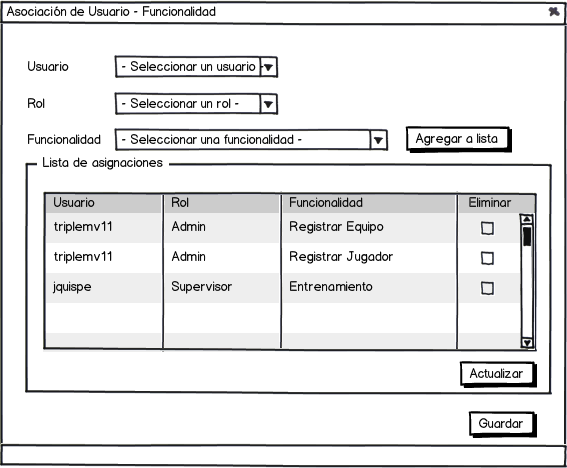 Asociación de Usuario - Funcionalidad
Usuario - Seleccionar un usuario -
Rol - Seleccionar un rol -
Funcionalidad - Seleccionar una funcionalidad - Agregar a lista
Lista de asignaciones
Usuario Rol Funcionalidad Eliminar
triplemv11 Admin Registrar Equipo
triplemv11 Admin Registrar Jugador
jquispe Supervisor Entrenamiento
Actualizar
Guardar